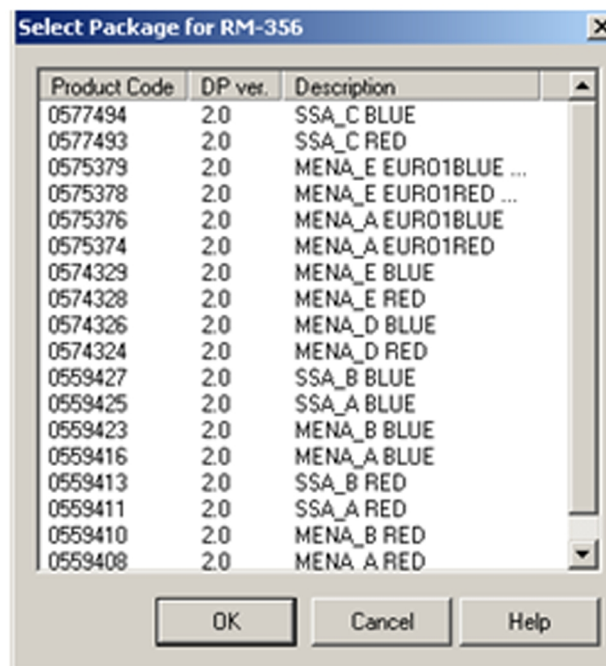 Select Package for RM-356
Product Code DP ver. Description
0577494 2.0 SSA_C BLUE
0577493 2.0 SSA_C RED
0575379 2.0 MENA_E EURO1BLUE ...
0575378 2.0 MENA_E EURO1RED ...
0575376 2.0 MENA_A EURO1BLUE
0575374 2.0 MENA_A EURO1RED
0574329 2.0 MENA_E BLUE
0574328 2.0 MENA_E RED
0574326 2.0 MENA_D BLUE
0574324 2.0 MENA_D RED
0559427 2.0 SSA_B BLUE
0559425 2.0 SSA_A BLUE
0559423 2.0 MENA_B BLUE
0559416 2.0 MENA_A BLUE
0559413 2.0 SSA_B RED
0559411 2.0 SSA_A RED
0559410 2.0 MENA_B RED
0559408 2.0 MENA_A RED
OK Cancel Help